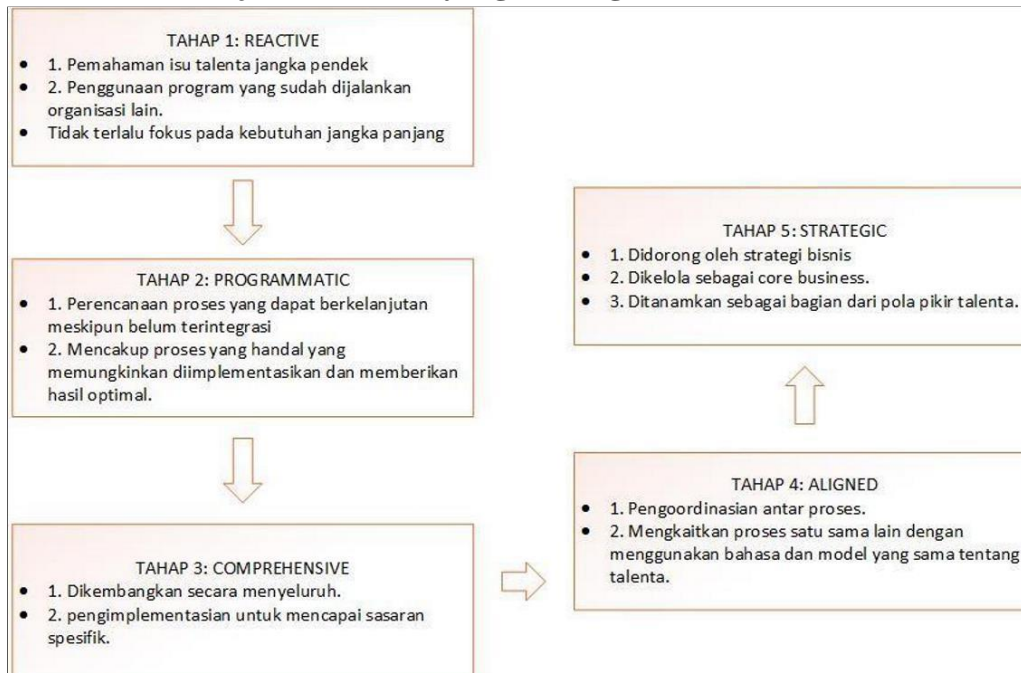 TAHAP 1: REACTIVE
• 1. Pemahaman isu talenta jangka pendek
• 2. Penggunaan program yang sudah dijalankan
organisasi lain.
• Tidak terlalu fokus pada kebutuhan jangka panjang
TAHAP 2: PROGRAMMATIC
• 1. Perencanaan proses yang dapat berkelanjutan
meskipun belum terintegrasi
• 2. Mencakup proses yang handal yang
memungkinkan diimplementasikan dan memberikan
hasil optimal.
TAHAP 3: COMPREHENSIVE
• 1. Dikembangkan secara menyeluruh.
• 2. pengimplementasian untuk mencapai sasaran
spesifik.
TAHAP 4: ALIGNED
• 1. Pengoordinasian antar proses.
• 2. Mengkaitkan proses satu sama lain dengan
menggunakan bahasa dan model yang sama tentang
talenta.
TAHAP 5: STRATEGIC
• 1. Didorong oleh strategi bisnis
• 2. Dikelola sebagai core business.
• 3. Ditanamkan sebagai bagian dari pola pikir talenta.